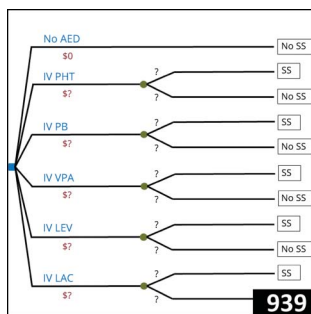 No AED
$0
No SS
IV PHT
$?
?
SS
?
No SS
IV PB
$?
?
SS
?
No SS
IV VPA
$?
?
SS
?
No SS
IV LEV
$?
?
SS
?
No SS
IV LAC
$?
?
SS
?
939